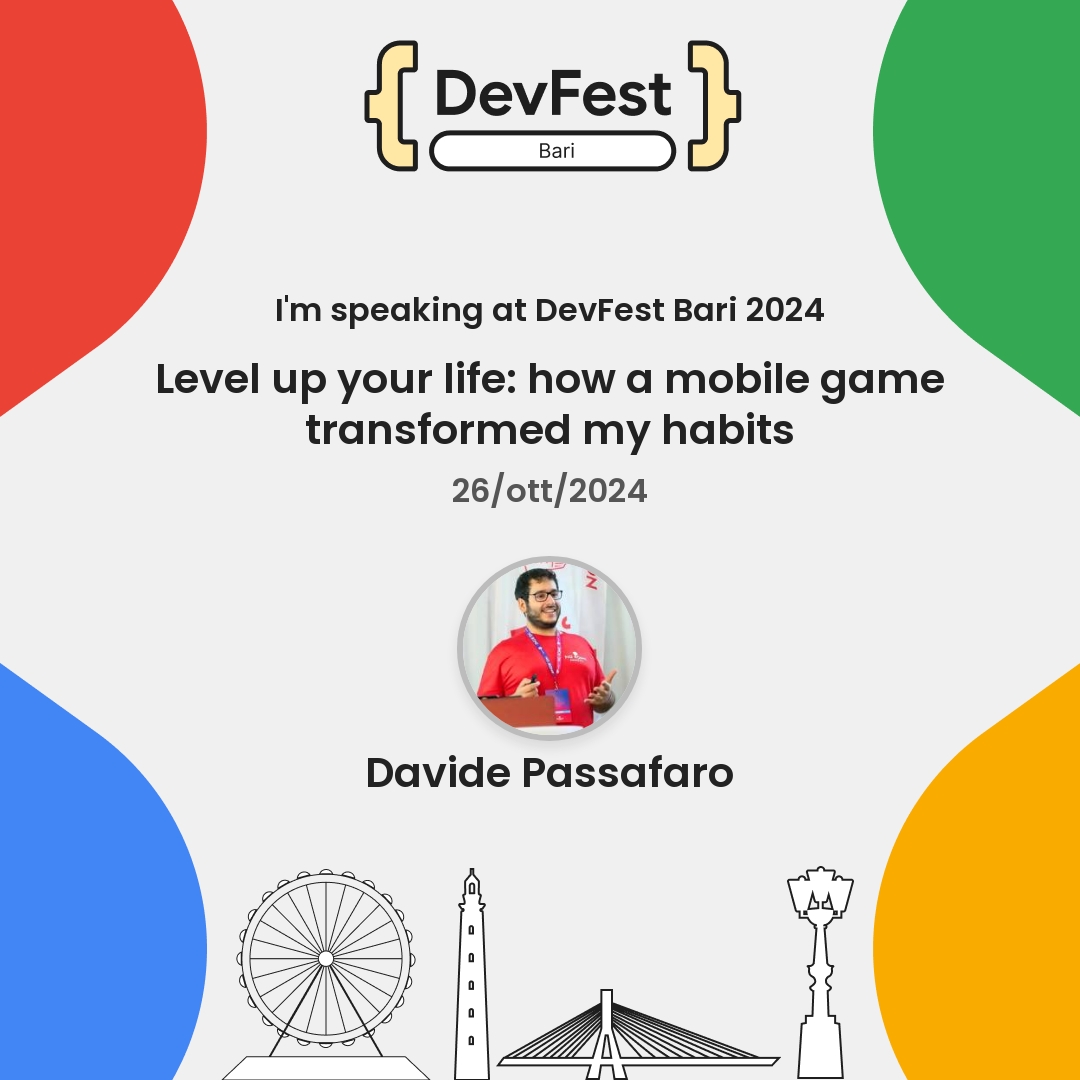 DevFest
Bari
I'm speaking at DevFest Bari 2024
Level up your life: how a mobile game
transformed my habits
26/ott/2024
Davide Passafaro